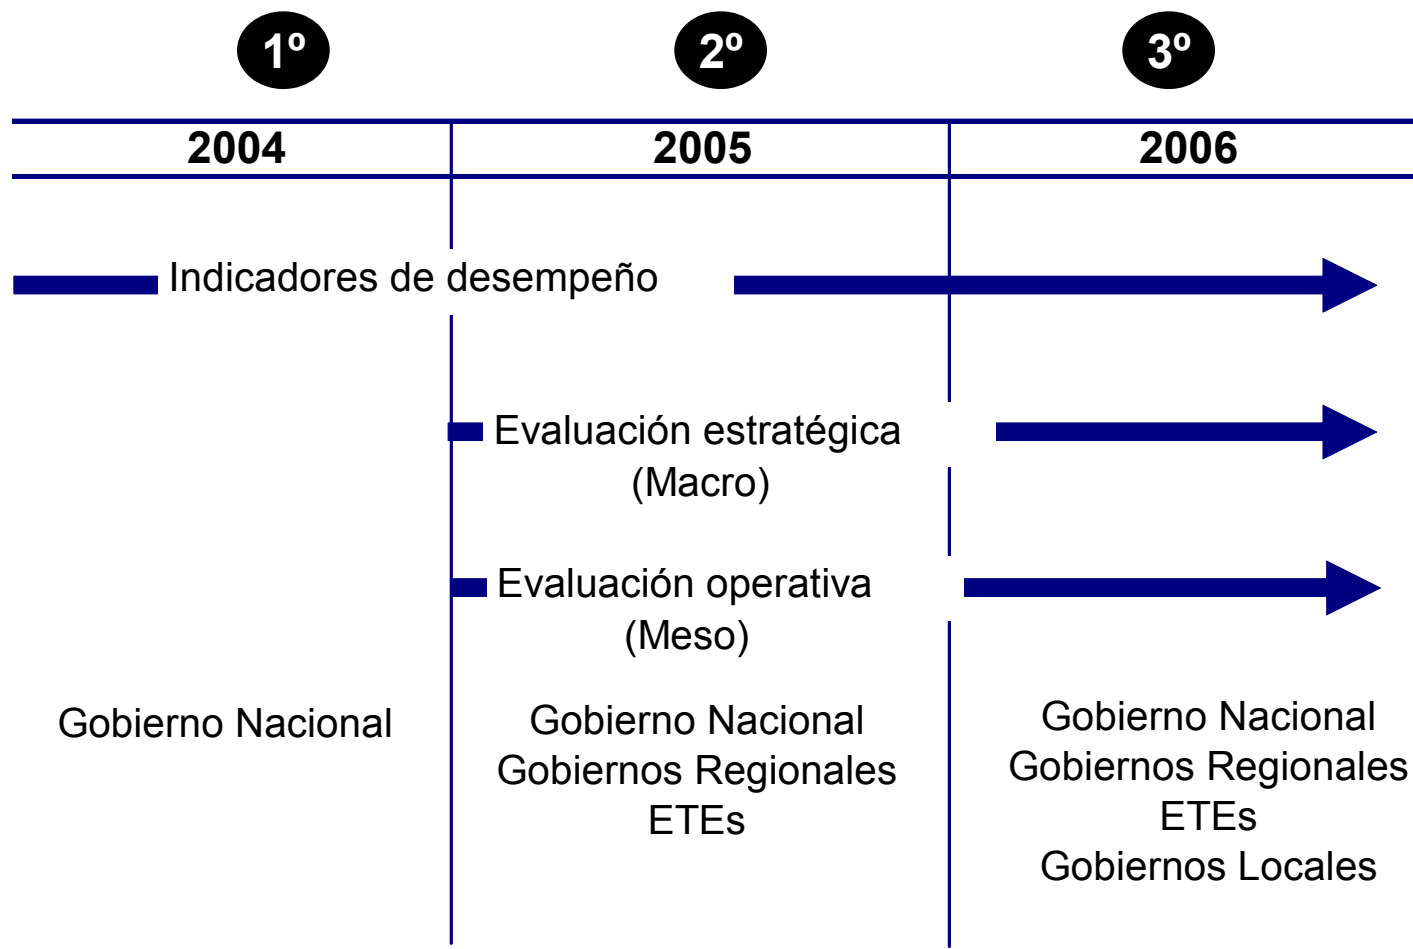 1º
2º
3º
2004
2005
2006
Indicadores de desempeño
Evaluación estratégica
(Macro)
Evaluación operativa
(Meso)
Gobierno Nacional
Gobierno Nacional
Gobiernos Regionales
ETEs
Gobierno Nacional
Gobiernos Regionales
ETEs
Gobiernos Locales